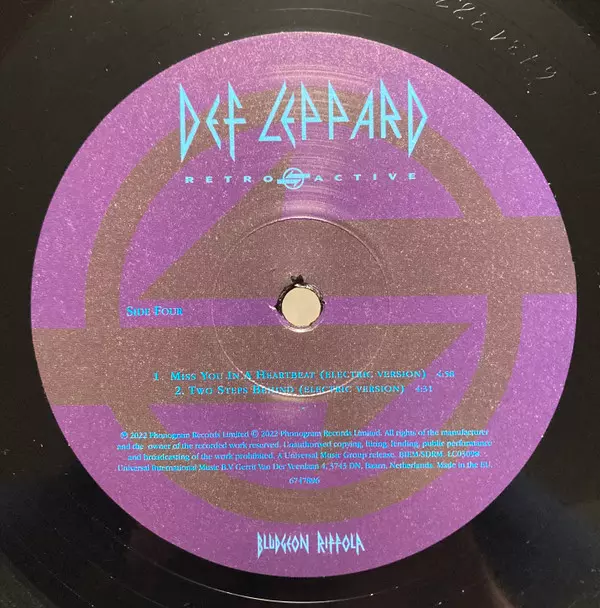 DEF LEPPARD
RETRO ACTIVE
SIDE FOUR
1. MISS YOU IN A HEARTBEAT (ELECTRIC VERSION) 4:58
2. TWO STEPS BEHIND (ELECTRIC VERSION) 4:31
℗ 2022 Phonogram Records Limited © 2022 Phonogram Records Limited. All rights of the manufacturer
and the owner of the recorded work reserved. Unauthorized copying, hiring, lending, public performance
and broadcasting of the work prohibited. A Universal Music Group release. BIEM/SDRM. LC05098
Universal International Music B.V. Gerrit Van Der Veenlaan 4, 3743 DN, Baarn, Netherlands. Made in the EU.
6747896
BLUDGEON RIFFOLA